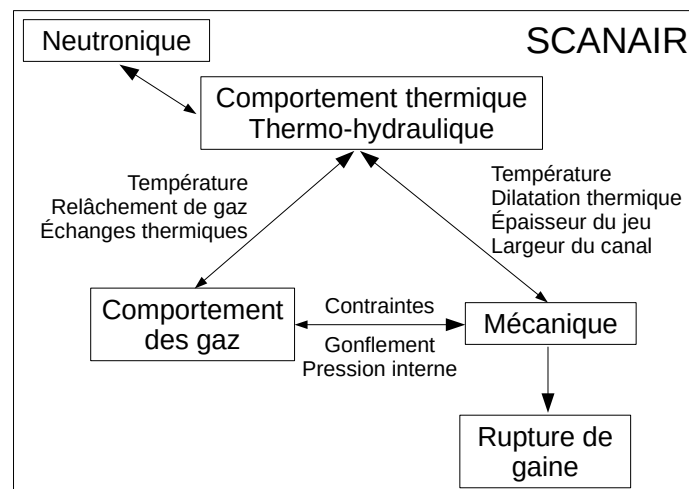 SCANAIR
Neutronique
Comportement thermique
Thermo-hydraulique
Température
Relâchement de gaz
Échanges thermiques
Température
Dilatation thermique
Épaisseur du jeu
Largeur du canal
Comportement
des gaz
Contraintes
Gonflement
Pression interne
Mécanique
Rupture de
gaine